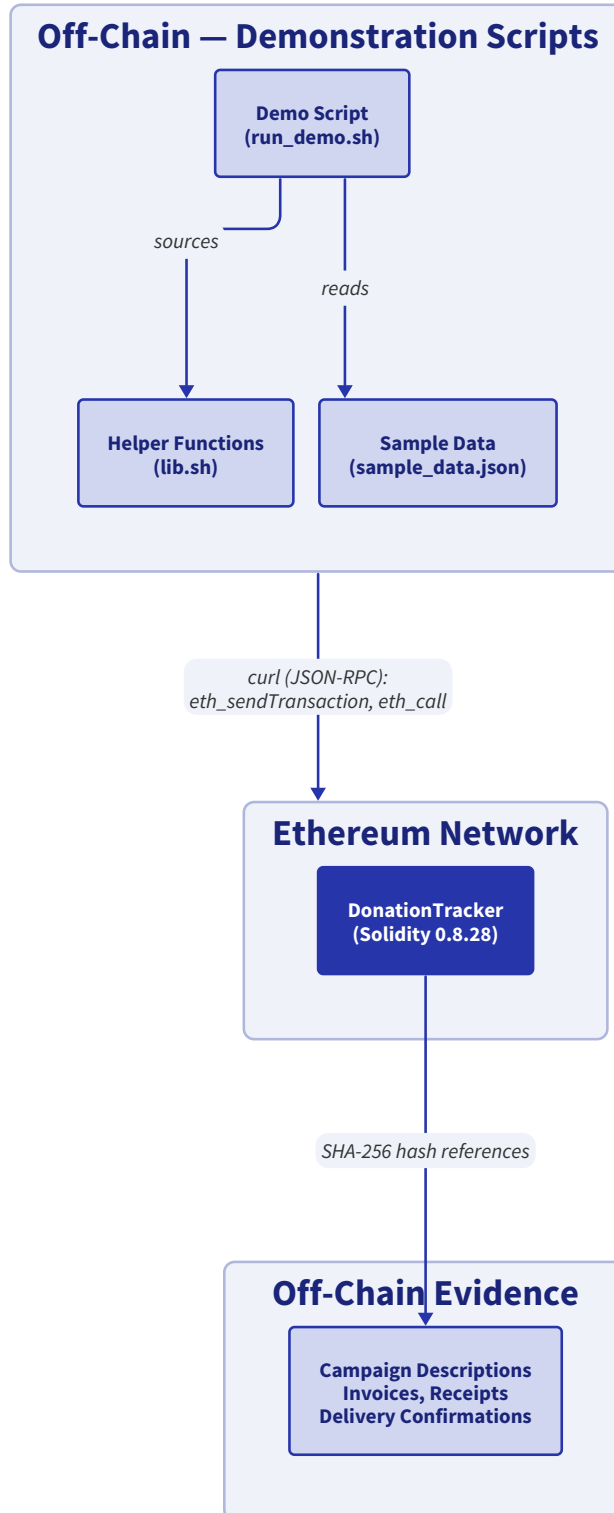 Off-Chain — Demonstration Scripts
Demo Script
(run_demo.sh)
sources
reads
Helper Functions
(lib.sh)
Sample Data
(sample_data.json)
curl (JSON-RPC):
eth_sendTransaction, eth_call
Ethereum Network
DonationTracker
(Solidity 0.8.28)
SHA-256 hash references
Off-Chain Evidence
Campaign Descriptions
Invoices, Receipts
Delivery Confirmations